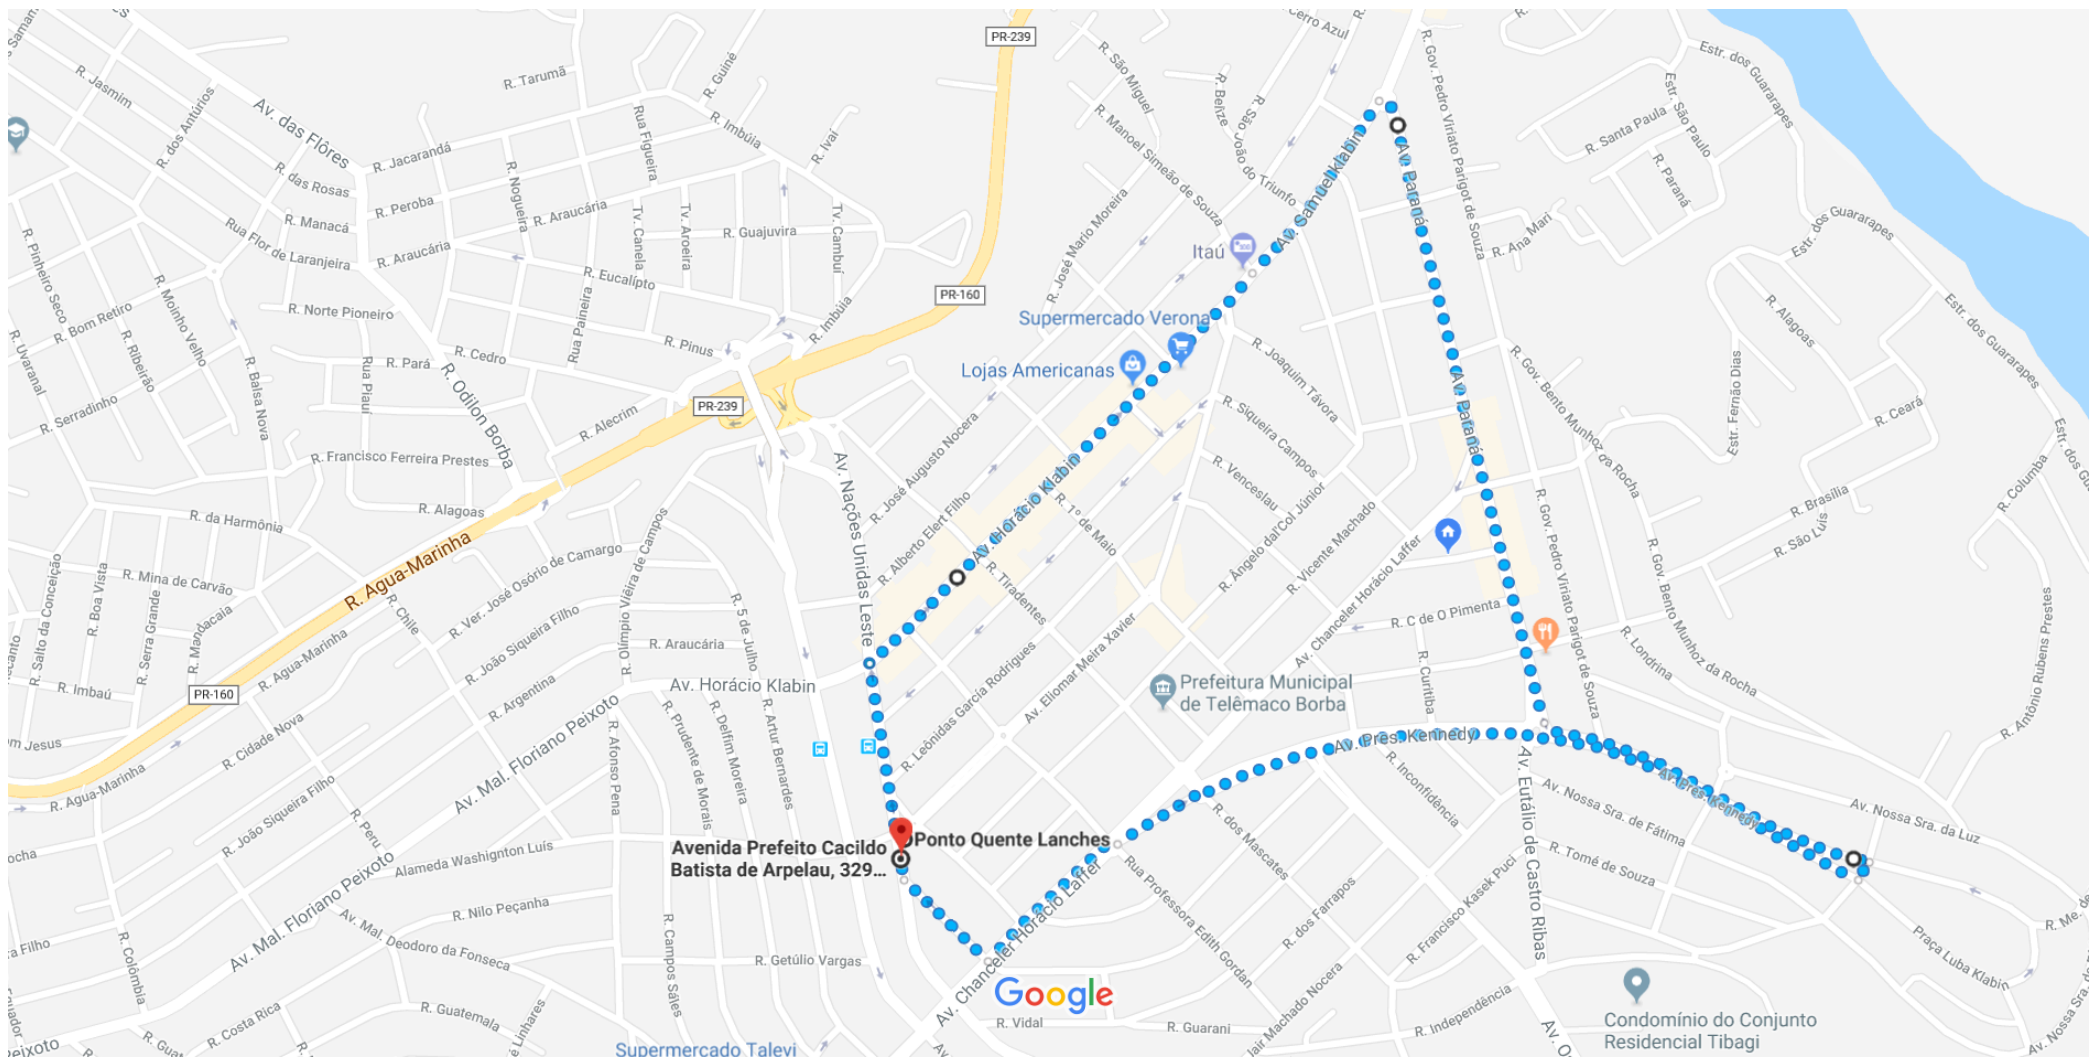 PR-239
R. Cerro Azul
R. Tarumã
R. Guiné
R. São Miguel
R. Belze
R. São João do Triunfo
R. Gov. Pedro Viriato Parigot de Souza
Estr. dos Guararapes
Estr. São Paulo
R. Santa Paula
R. Paraná
R. Jasmim
R. dos Antúrios
Av. das Flôres
Rua Figueira
R. Imbúia
R. Ivaí
R. Manoel Simeão de Souza
Av. Samuel Klabin
Av. Paraná
R. Jacarandá
R. das Rosas
R. Nogueira
R. Peroba
R. Manacá
R. Araucária
Tv. Canela
Tv. Aroeira
R. Guajuvira
Tv. Cambuí
R. José Mario Moreira
R. Ana Mari
Estr. dos Guararapes
Rua Flor de Laranjeira
R. Araucária
R. Eucalípto
Itaú
R. Pinheiro Seco
R. Bom Retiro
R. Moinho Velho
R. Norte Pioneiro
Rua Paineira
R. Imbúla
PR-160
Supermercado Verona
R. Alagoas
Estr. dos Guararapes
R. Uvaranal
R. Ribeirão
R. Balsa Nova
Rua Piauí
R. Pará
R. Cedro
R. Pinus
Lojas Americanas
R. Joaquim Távora
R. Gov. Bento Munhoz da Rocha
Estr. Fernão Dias
R. Serradinho
R. Odilon Borba
R. Alecrim
PR-239
Av. Paraná
R. Siqueira Campos
R. Ceará
R. Francisco Ferreira Prestes
Av. Nações Unidas Leste
R. José Augusto Nocera
Av. Horácio Klabin
R. Venceslau
R. Columba
R. da Harmônia
R. Alagoas
R. Alberto Elert Filho
R. 1º de Maio
R. Ângelo dal'Col Júnior
R. Vicente Machado
R. Gov. Pedro Viriato Parigot de Souza
R. Gov. Bento Munhoz da Rocha
R. Brasília
R. São Luís
R. Salto da Conceição
R. Boa Vista
R. Mina de Carvão
R. Serra Grande
R. Mandacaia
R. Agua-Marinha
R. Chile
R. Ver. José Osório de Camargo
R. Olímpio Viêira de Campos
R. 5 de Julho
R. Tiradentes
Av. Chanceler Horácio Laffer
R. C de O Pimenta
R. Londrina
R. Antônio Rubens Prestes
R. Imbaú
PR-160
R. Agua-Marinha
R. João Siqueira Filho
R. Argentina
R. Araucária
Av. Horácio Klabin
R. Leônidas Garcia Rodrigues
Av. Eliomar Meira Xavier
Prefeitura Municipal
de Telêmaco Borba
R. Curitiba
R. Cidade Nova
Av. Mal. Floriano Peixoto
R. Afonso Pena
R. Prudente de Morais
R. Delfim Moreira
R. Artur Bernardes
Av. Pres. Kennedy
R. Inconfidência
Av. Eutálio de Castro Ribas
Av. Pres. Kennedy
R. Agua-Marinha
R. João Siqueira Filho
R. Peru
Ponto Quente Lanches
Avenida Prefeito Cacildo
Batista de Arpelau, 329...
R. dos Mascates
Av. Nossa Sra. de Fátima
Av. Nossa Sra. da Luz
Alameda Washignton Luís
Rua Professora Edith Gordan
R. Francisco Kasek Puci
R. Tomé de Souza
Av. Mal. Floriano Peixoto
R. Colômbia
R. Nilo Peçanha
Av. Mal. Deodoro da Fonseca
R. Campos Sáles
R. Getúlio Vargas
Av. Chanceler Horácio Laffer
R. dos Farrapos
Praça Luba Klabin
R. Costa Rica
R. Guatemala
Google
R. Vidal
R. Guarani
R. Independência
Condomínio do Conjunto
Residencial Tibagi
Supermercado Talevi